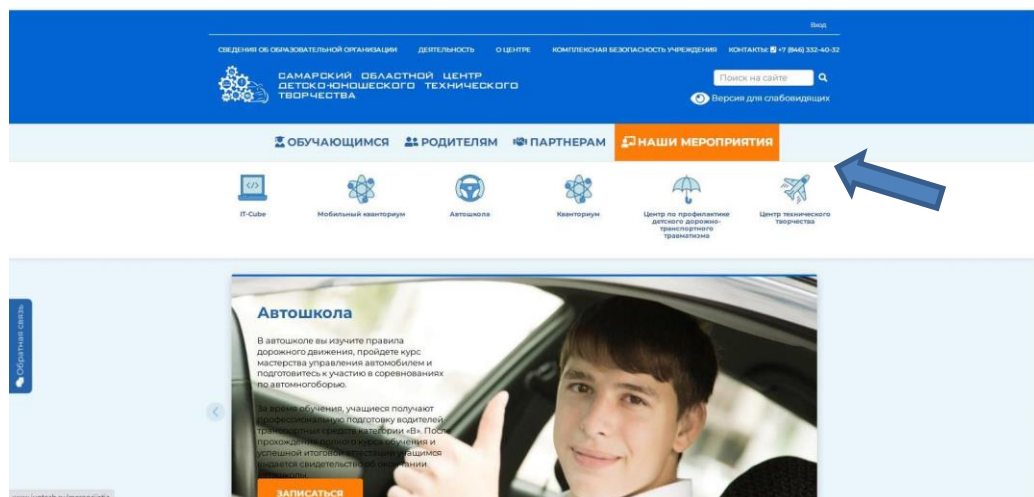 Вход
СВЕДЕНИЯ ОБ ОБРАЗОВАТЕЛЬНОЙ ОРГАНИЗАЦИИ ДЕЯТЕЛЬНОСТЬ О ЦЕНТРЕ КОМПЛЕКСНАЯ БЕЗОПАСНОСТЬ УЧРЕЖДЕНИЯ КОНТАКТЫ: +7 (846) 332-40-32
САМАРСКИЙ ОБЛАСТНОЙ ЦЕНТР
ДЕТСКО-ЮНОШЕСКОГО ТЕХНИЧЕСКОГО
ТВОРЧЕСТВА
Поиск на сайте
Версия для слабовидящих
ОБУЧАЮЩИМСЯ РОДИТЕЛЯМ ПАРТНЕРАМ НАШИ МЕРОПРИЯТИЯ
IT-Cube
Мобильный кванториум
Автошкола
Кванториум
Центр по профилактике
детского дорожно-
транспортного
травматизма
Центр технического
творчества
Обратная связь
Автошкола
В автошколе вы изучите правила
дорожного движения, пройдете курс
мастерства управления автомобилем и
подготовитесь к участию в соревнованиях
по автомногоборью.
За время обучения, учащиеся получают
профессиональную подготовку водителей
транспортных средств категории «В». После
прохождения полного курса обучения и
успешной итоговой аттестации учащимся
выдается свидетельство об окончании
автошколы.
ЗАПИСАТЬСЯ